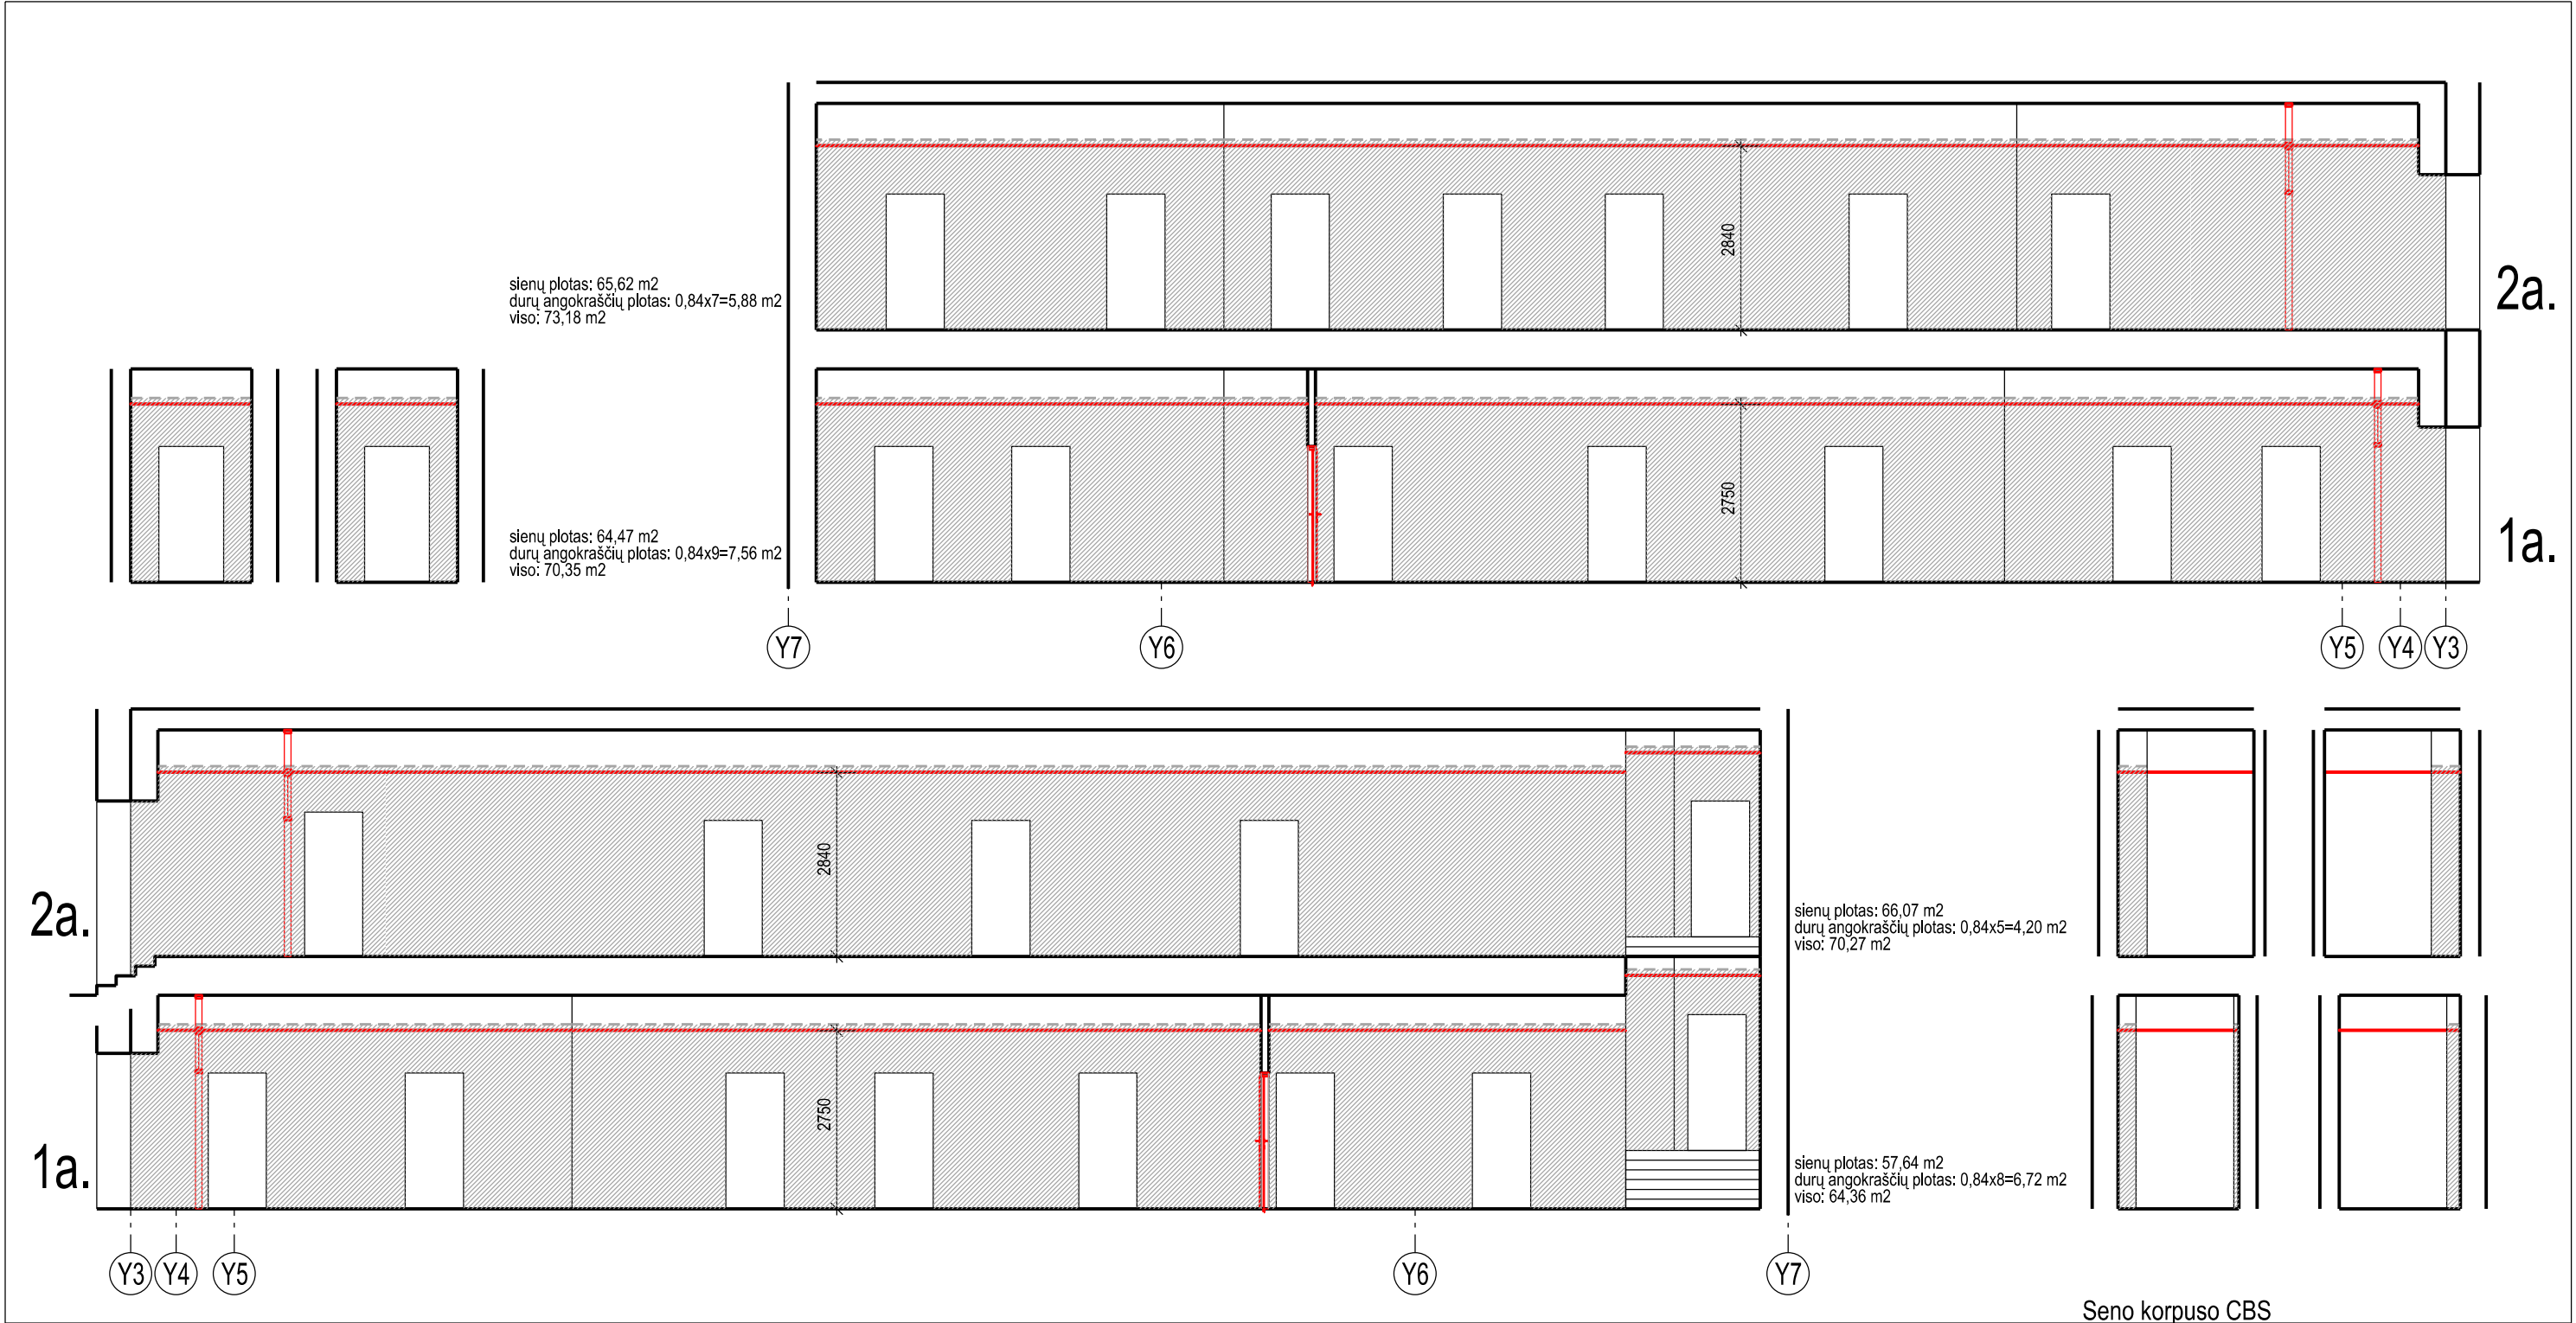 sienų plotas: 65,62 m2
durų angokraščių plotas: 0,84x7=5,88 m2
viso: 73,18 m2
2840
2a.
sienų plotas: 64,47 m2
durų angokraščių plotas: 0,84x9=7,56 m2
viso: 70,35 m2
2750
1a.
Y7
Y6
Y5
Y4
Y3
2a.
2840
sienų plotas: 66,07 m2
durų angokraščių plotas: 0,84x5=4,20 m2
viso: 70,27 m2
1a.
2750
sienų plotas: 57,64 m2
durų angokraščių plotas: 0,84x8=6,72 m2
viso: 64,36 m2
Y3
Y4
Y5
Y6
Y7
Seno korpuso CBS